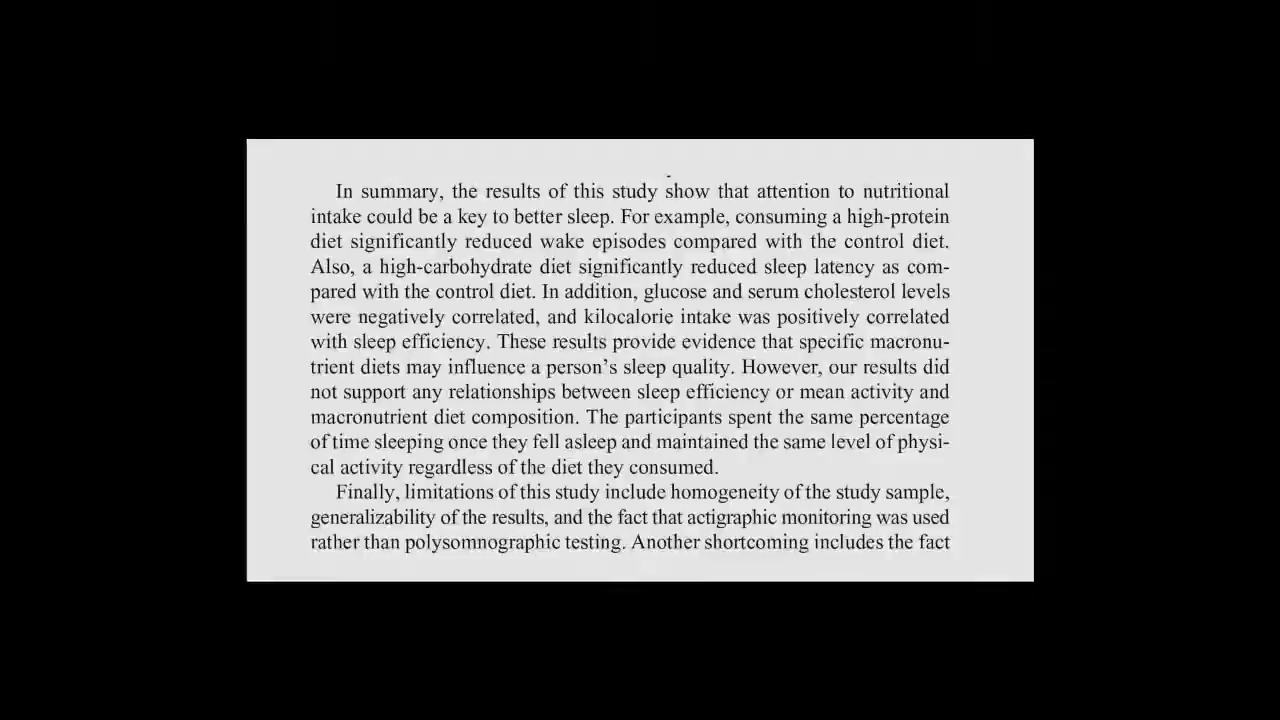 In summary, the results of this study show that attention to nutritional
intake could be a key to better sleep. For example, consuming a high-protein
diet significantly reduced wake episodes compared with the control diet.
Also, a high-carbohydrate diet significantly reduced sleep latency as com-
pared with the control diet. In addition, glucose and serum cholesterol levels
were negatively correlated, and kilocalorie intake was positively correlated
with sleep efficiency. These results provide evidence that specific macronu-
trient diets may influence a person’s sleep quality. However, our results did
not support any relationships between sleep efficiency or mean activity and
macronutrient diet composition. The participants spent the same percentage
of time sleeping once they fell asleep and maintained the same level of physi-
cal activity regardless of the diet they consumed.
Finally, limitations of this study include homogeneity of the study sample,
generalizability of the results, and the fact that actigraphic monitoring was used
rather than polysomnographic testing. Another shortcoming includes the fact